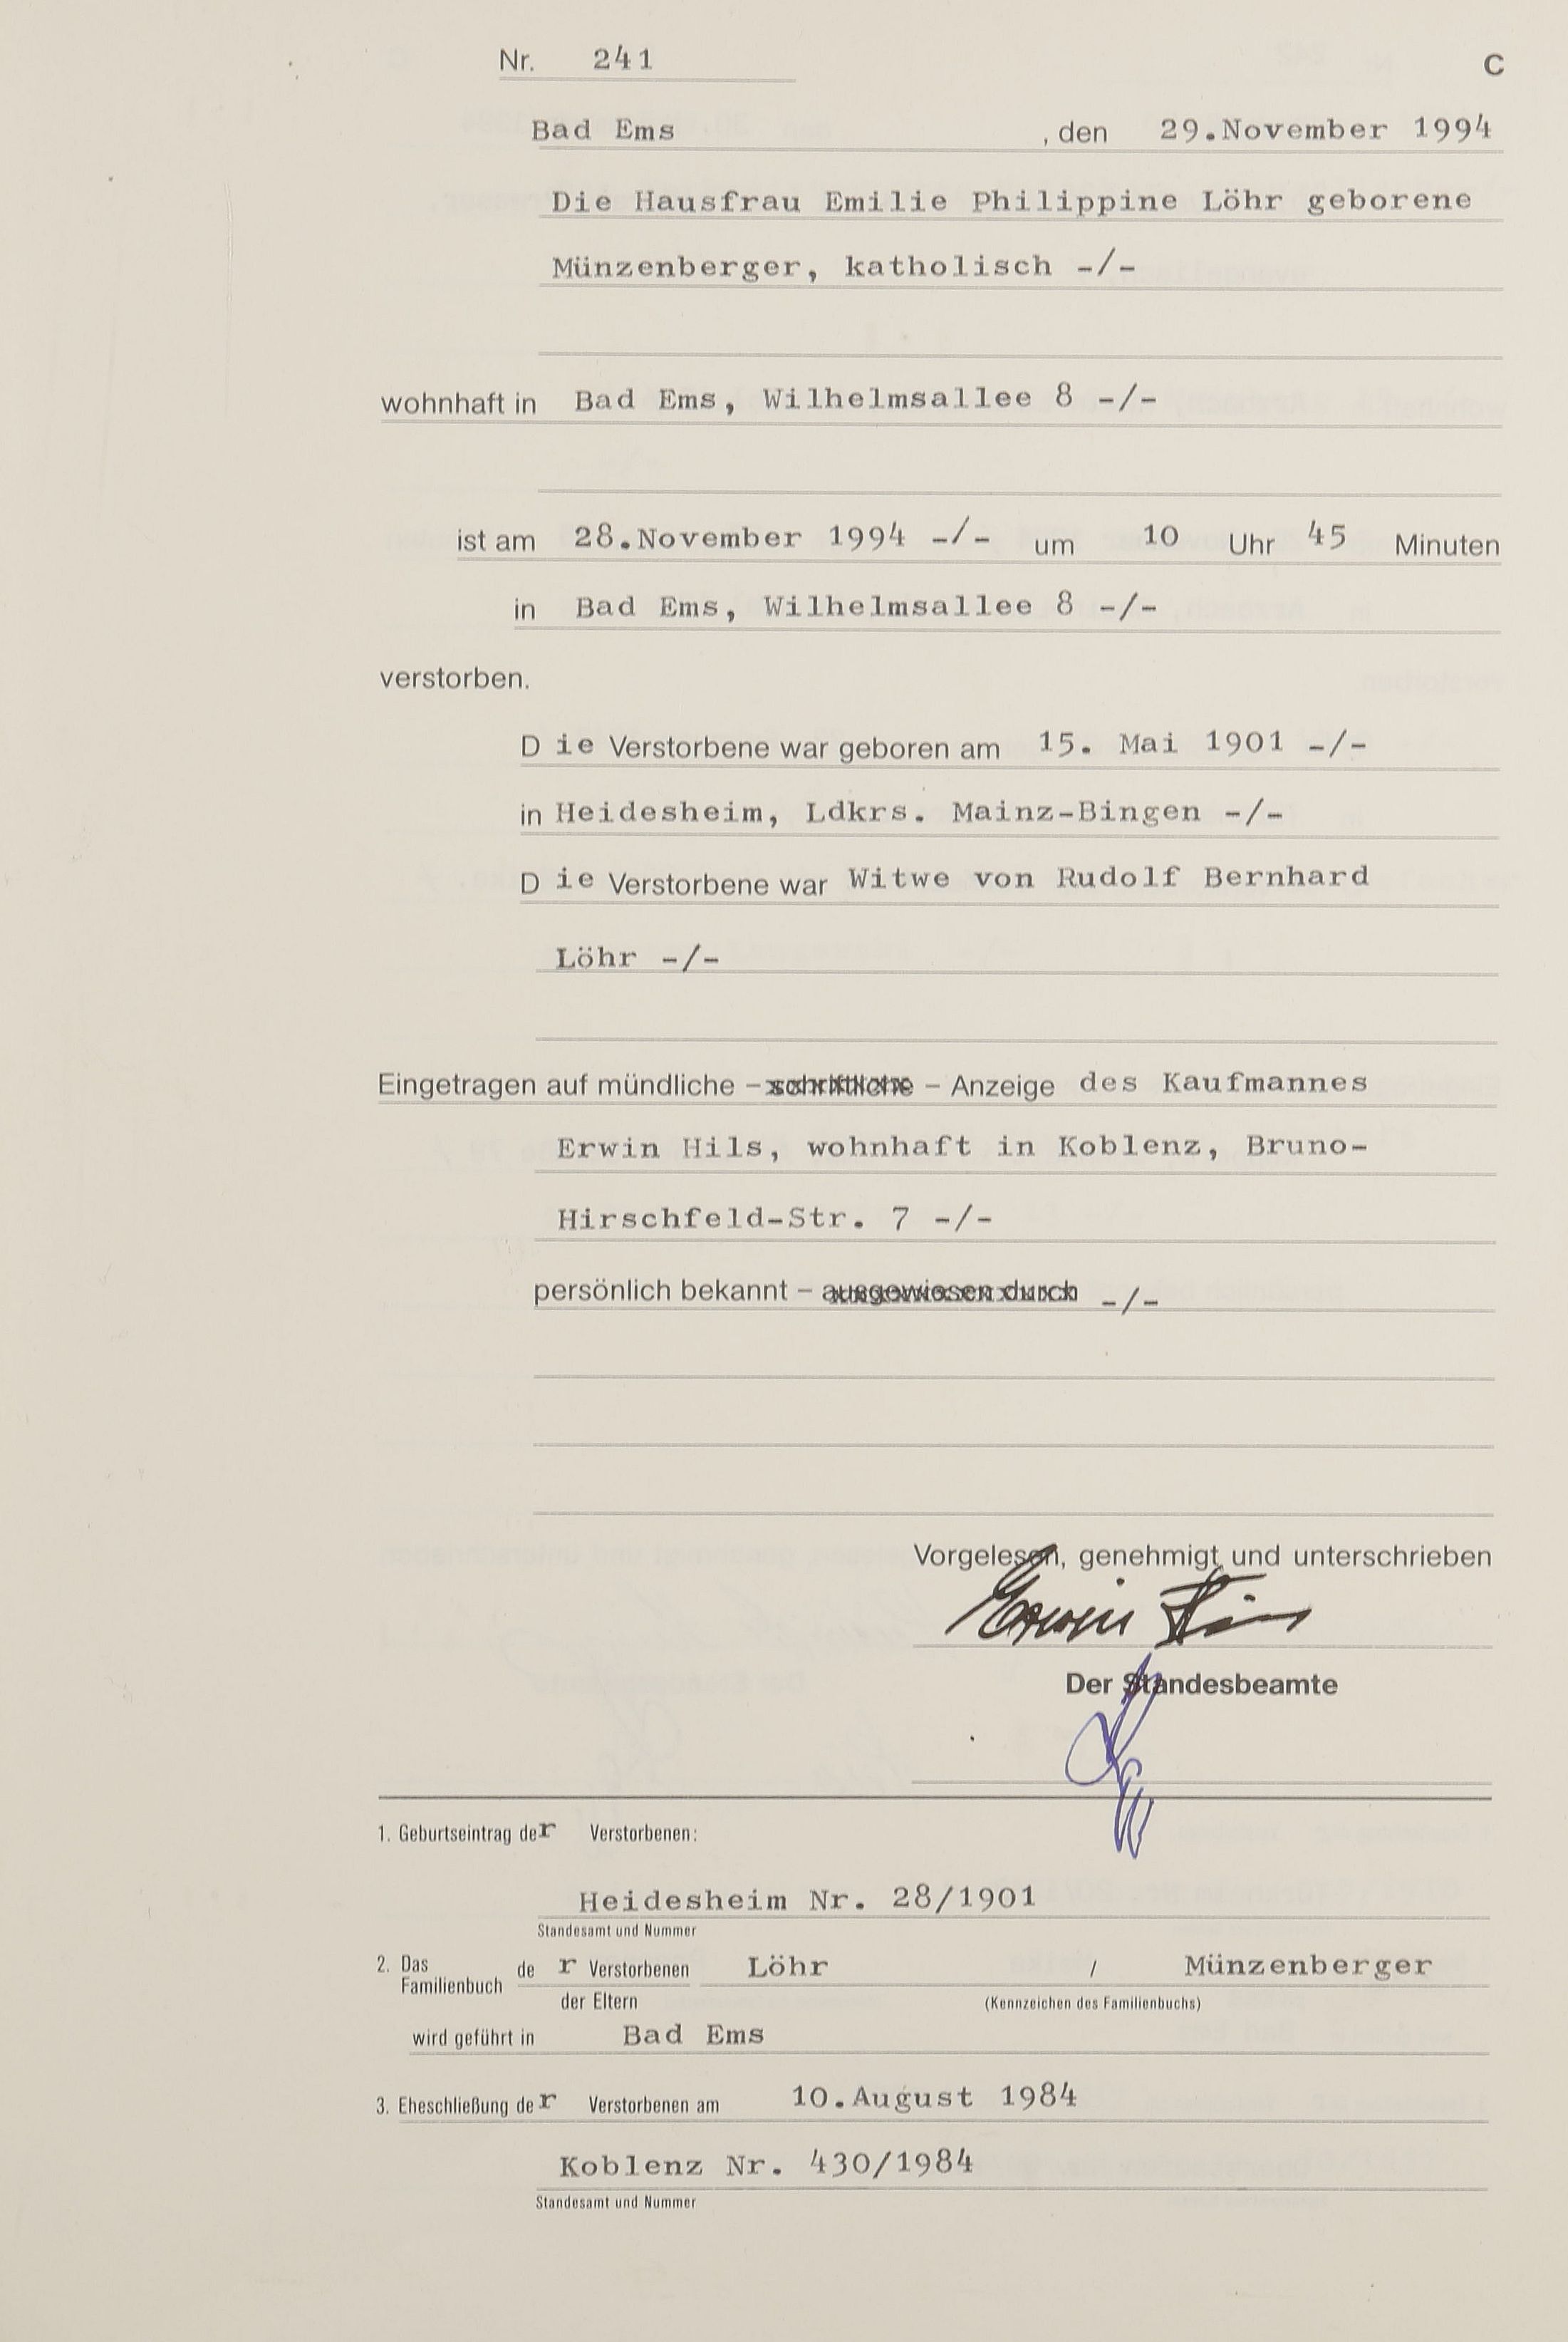 Nr. 241 C
Bad Ems , den 29.November 1994
Die Hausfrau Emilie Philippine Löhr geborene
Münzenberger, katholisch -/-
wohnhaft in Bad Ems, Wilhelmsallee 8 -/-
ist am 28.November 1994 -/- um 10 Uhr 45 Minuten
in Bad Ems, Wilhelmsallee 8 -/-
verstorben.
Die Verstorbene war geboren am 15. Mai 1901 -/-
in Heidesheim, Ldkrs. Mainz-Bingen -/-
Die Verstorbene war Witwe von Rudolf Bernhard
Löhr -/-
Eingetragen auf mündliche – schriftliche – Anzeige des Kaufmannes
Erwin Hils, wohnhaft in Koblenz, Bruno-
Hirschfeld-Str. 7 -/-
persönlich bekannt – ausgewiesen durch -/-
Vorgelesen, genehmigt und unterschrieben
Erwin Hils
Der Standesbeamte
1. Geburtseintrag der Verstorbenen:
Heidesheim Nr. 28/1901
Standesamt und Nummer
2. Das Familienbuch der Verstorbenen Löhr / Münzenberger
der Eltern (Kennzeichen des Familienbuchs)
wird geführt in Bad Ems
3. Eheschließung der Verstorbenen am 10.August 1984
Koblenz Nr. 430/1984
Standesamt und Nummer